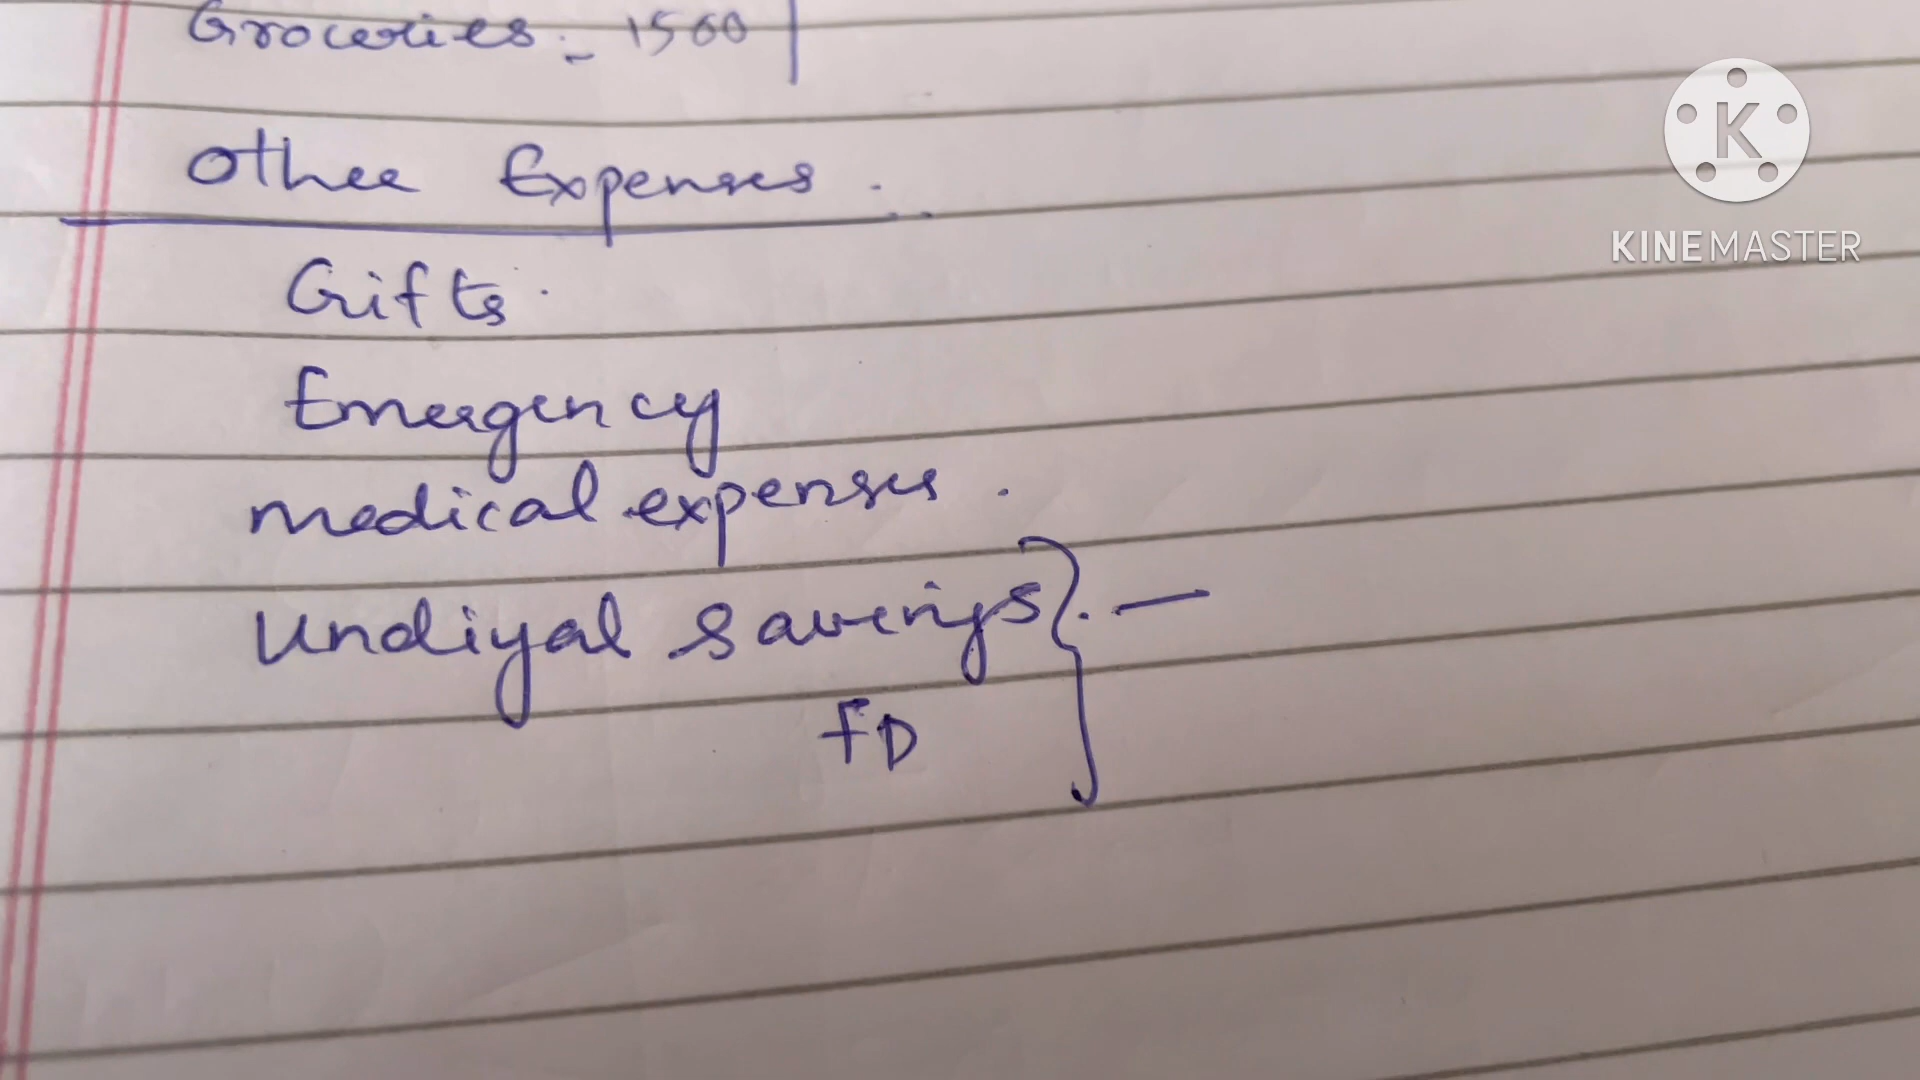 Groceries :- 1500
Other Expenses .
Gifts .
Emergency
medical expenses .
Undiyal savings } . —
FD
K
KINEMASTER